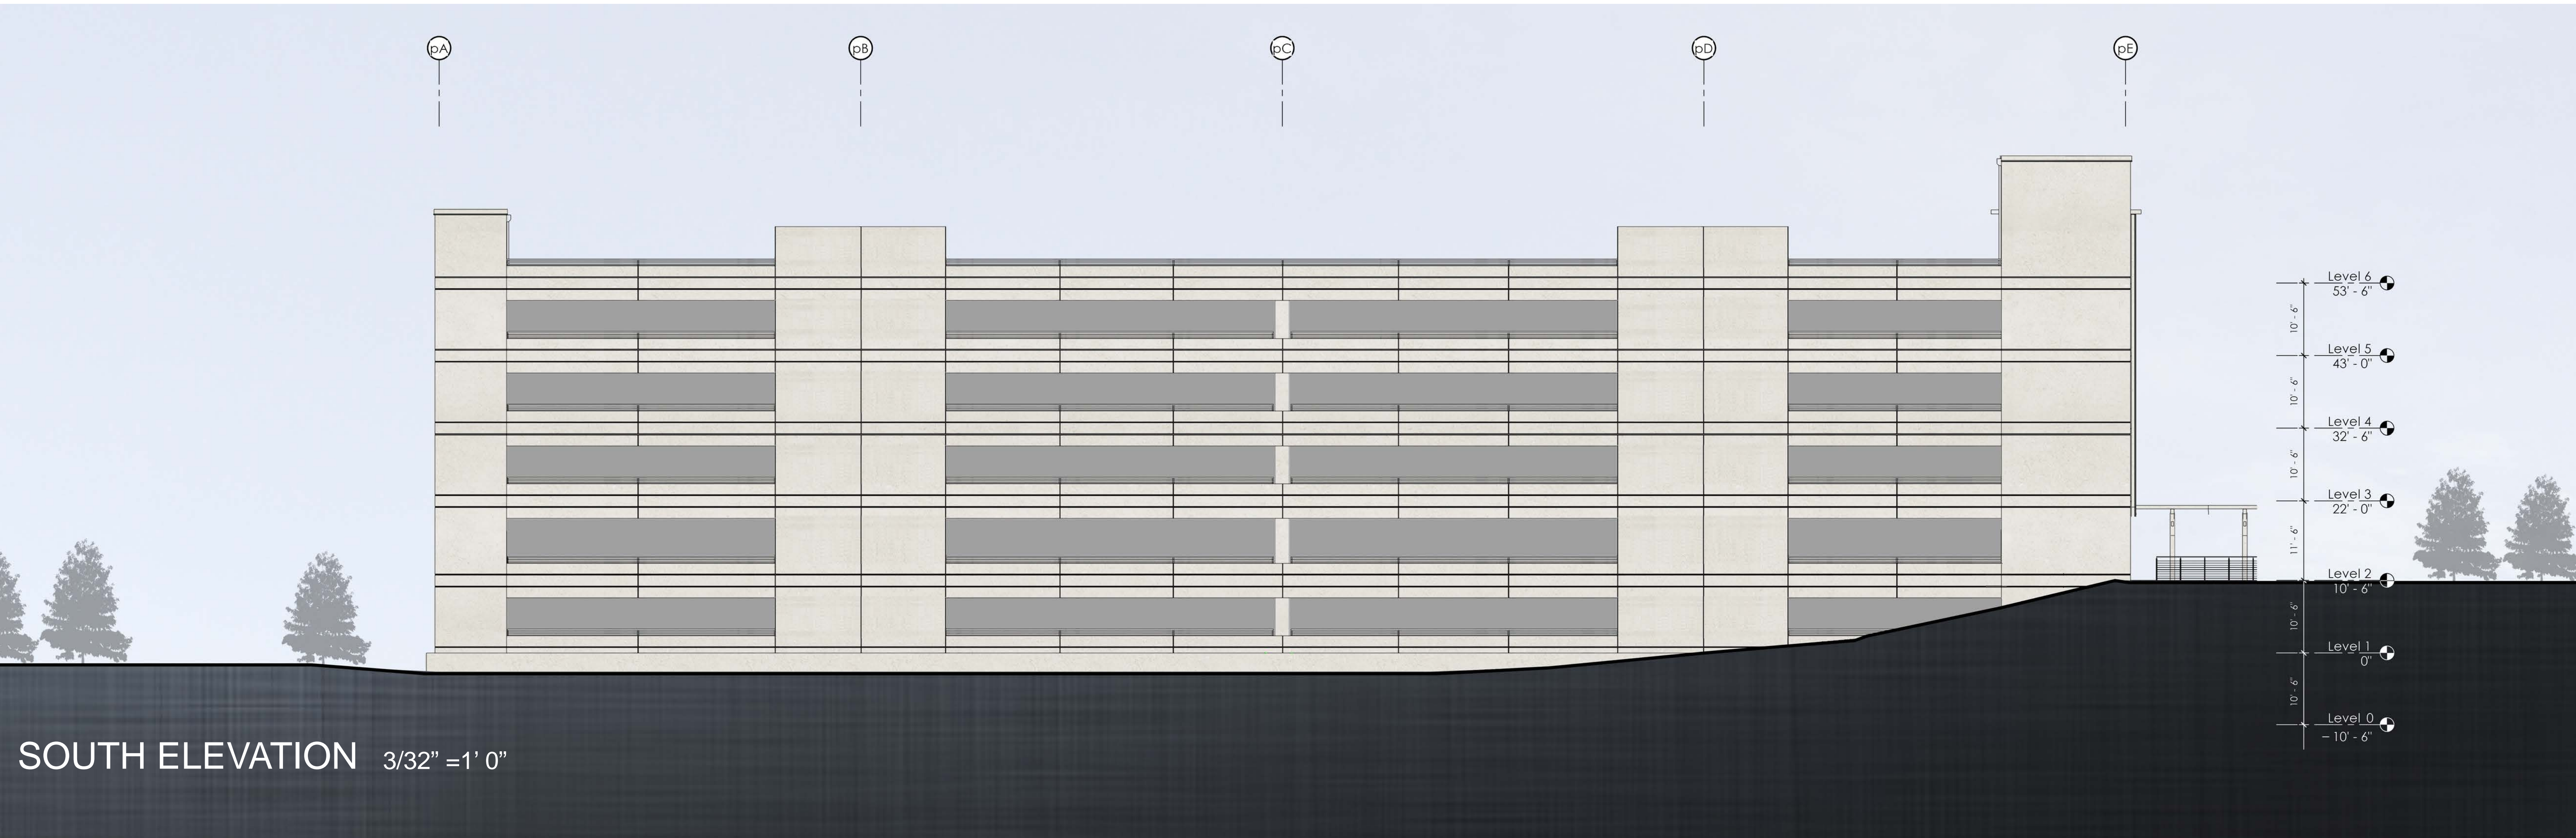 pA pB pC pD pE
Level 6
53' - 6"
10' - 6"
Level 5
43' - 0"
10' - 6"
Level 4
32' - 6"
10' - 6"
Level 3
22' - 0"
11' - 6"
Level 2
10' - 6"
10' - 6"
Level 1
0"
10' - 6"
Level 0
– 10' - 6"
SOUTH ELEVATION 3/32” =1’ 0”